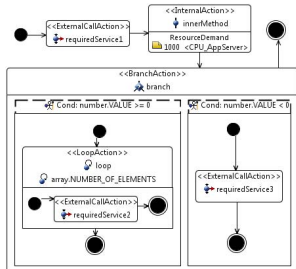 <<ExternalCallAction>>
requiredService1
<<InternalAction>>
innerMethod
ResourceDemand
1000 <CPU_AppServer>
<<BranchAction>>
branch
Cond: number.VALUE >= 0
<<LoopAction>>
loop
array.NUMBER_OF_ELEMENTS
<<ExternalCallAction>>
requiredService2
Cond: number.VALUE < 0
<<ExternalCallAction>>
requiredService3